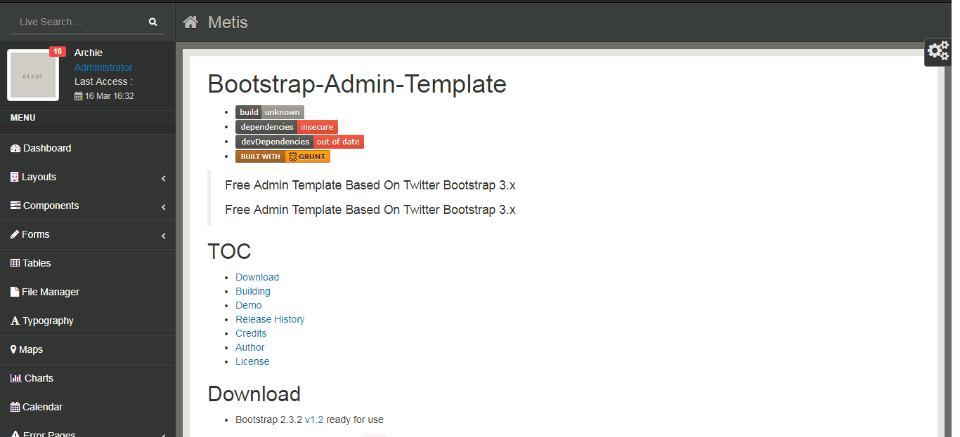 Live Search ...
Metis
16
64 x 64
Archie
Administrator
Last Access :
16 Mar 16:32
MENU
Dashboard
Layouts
Components
Forms
Tables
File Manager
Typography
Maps
Charts
Calendar
Error Pages
Bootstrap-Admin-Template
build unknown
dependencies insecure
devDependencies out of date
BUILT WITH GRUNT
Free Admin Template Based On Twitter Bootstrap 3.x
Free Admin Template Based On Twitter Bootstrap 3.x
TOC
Download
Building
Demo
Release History
Credits
Author
License
Download
Bootstrap 2.3.2 v1.2 ready for use